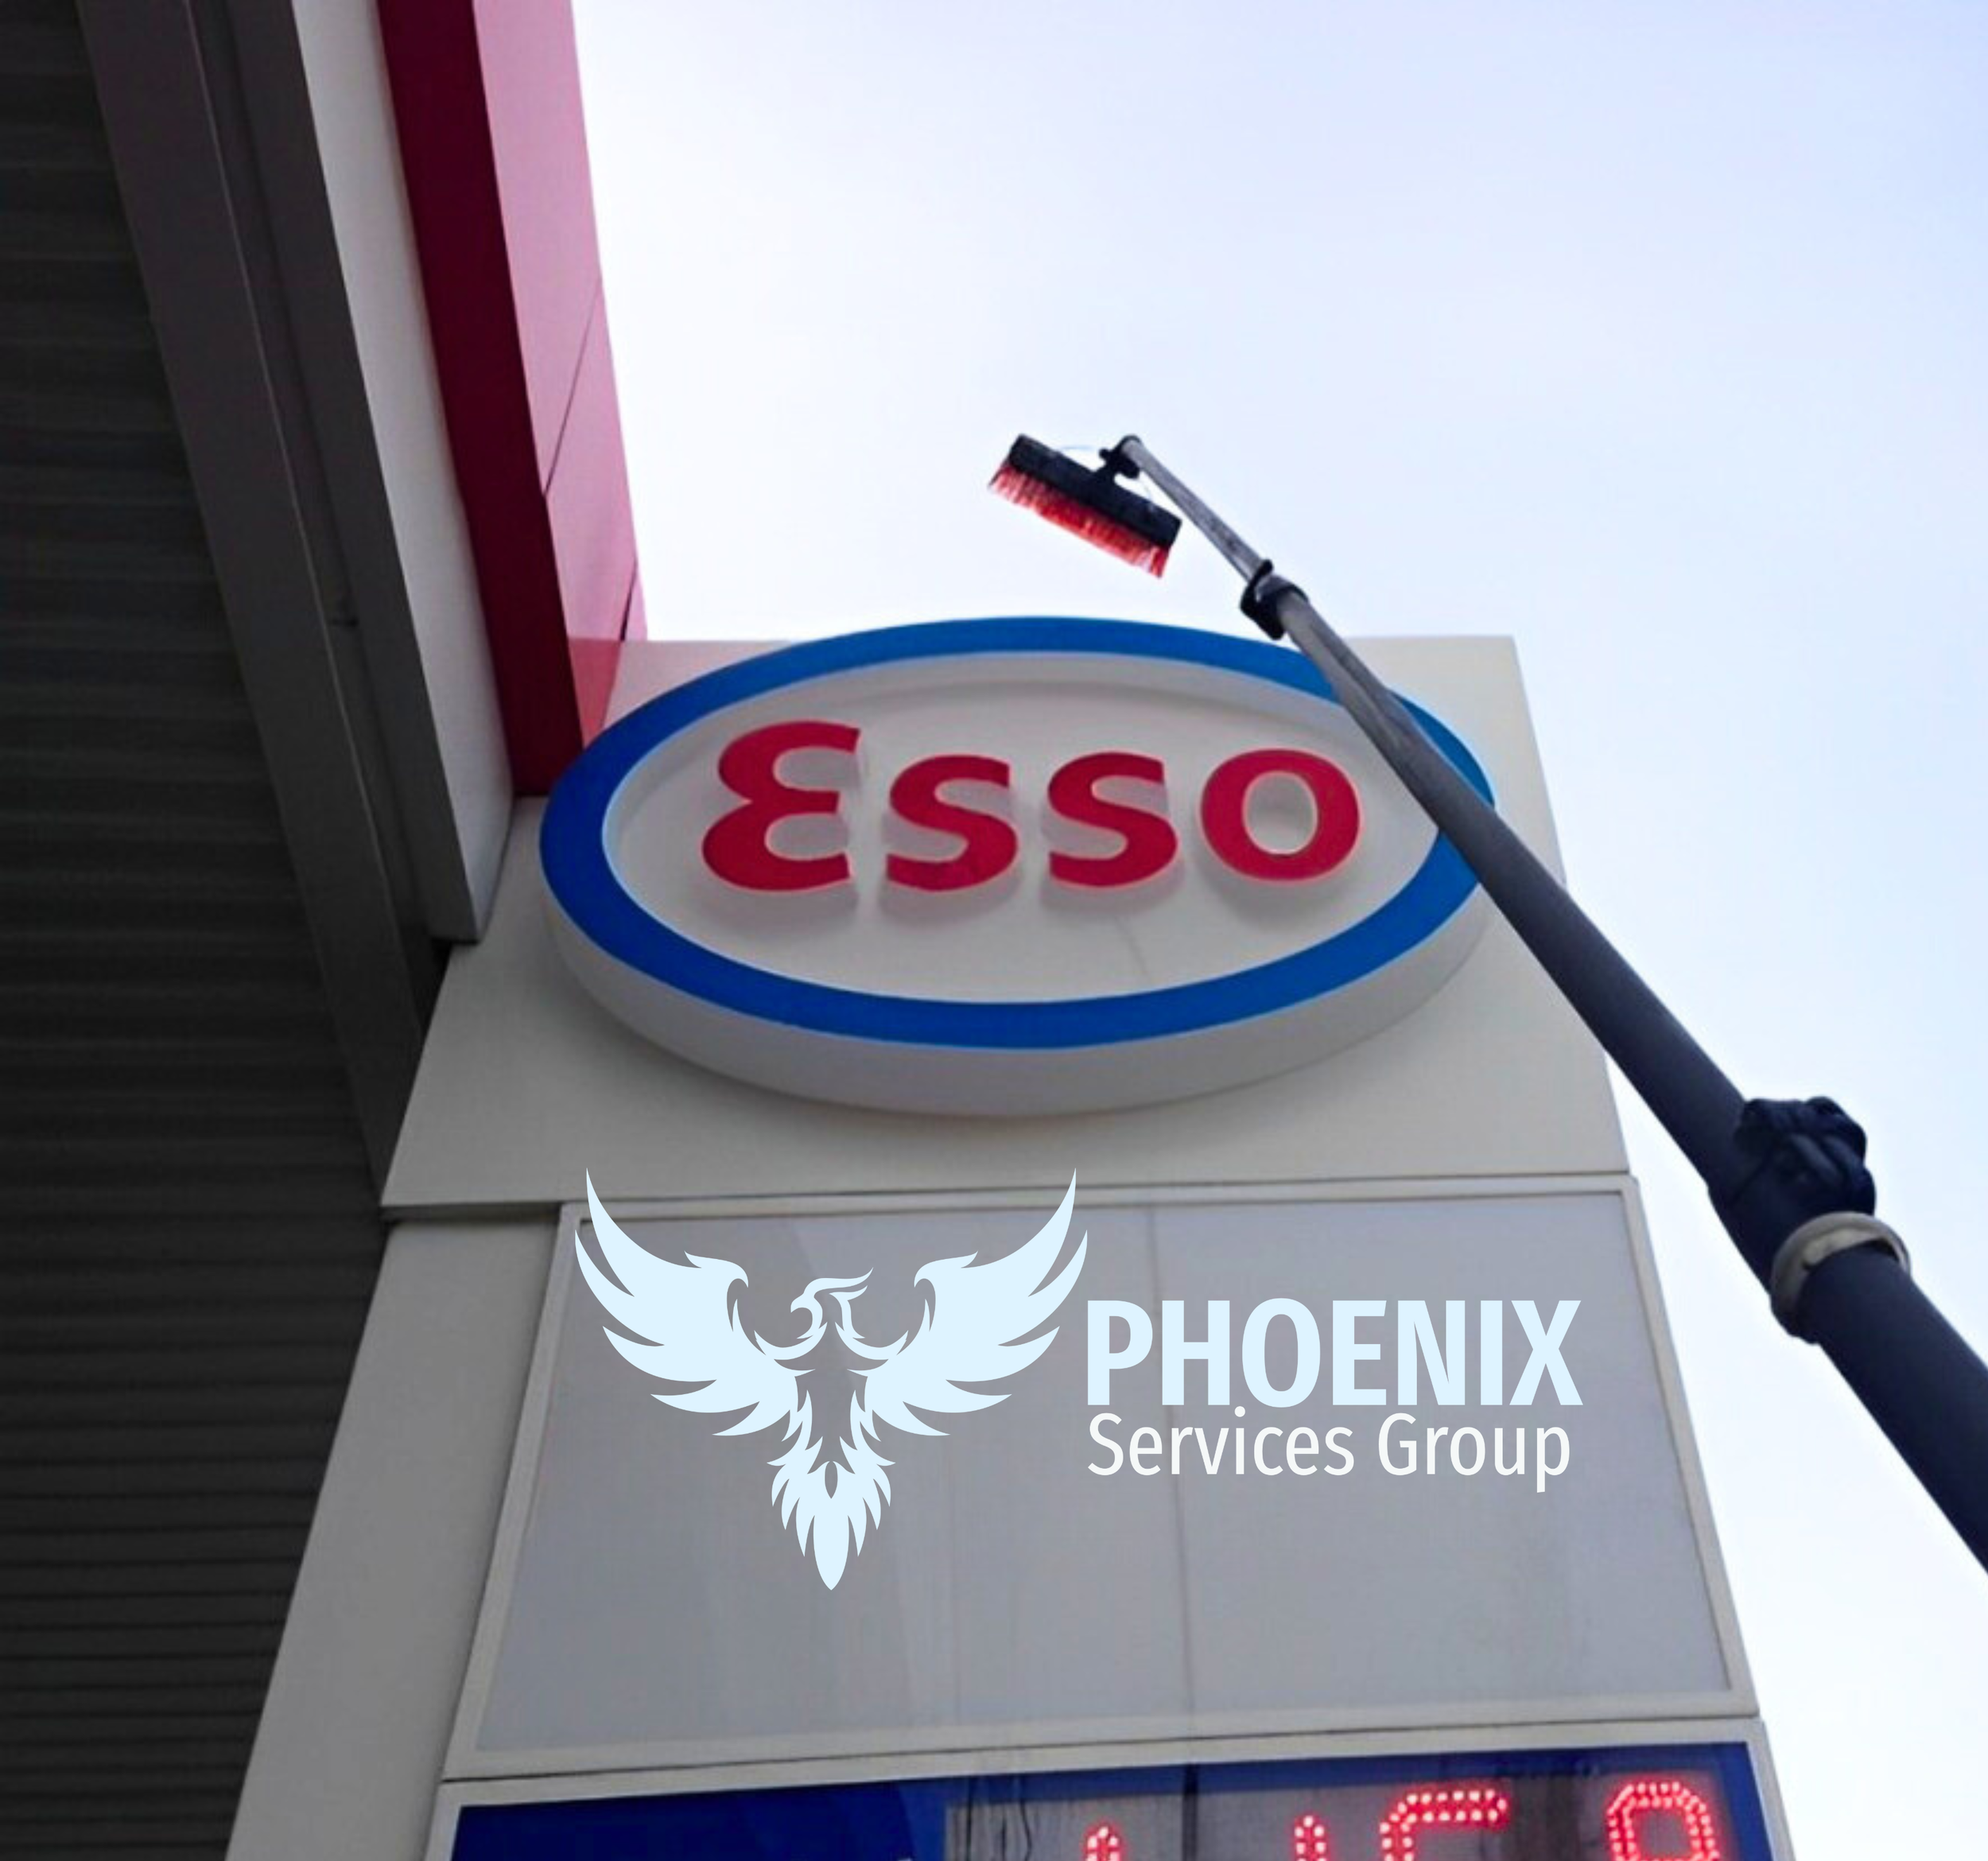 Esso
PHOENIX
Services Group